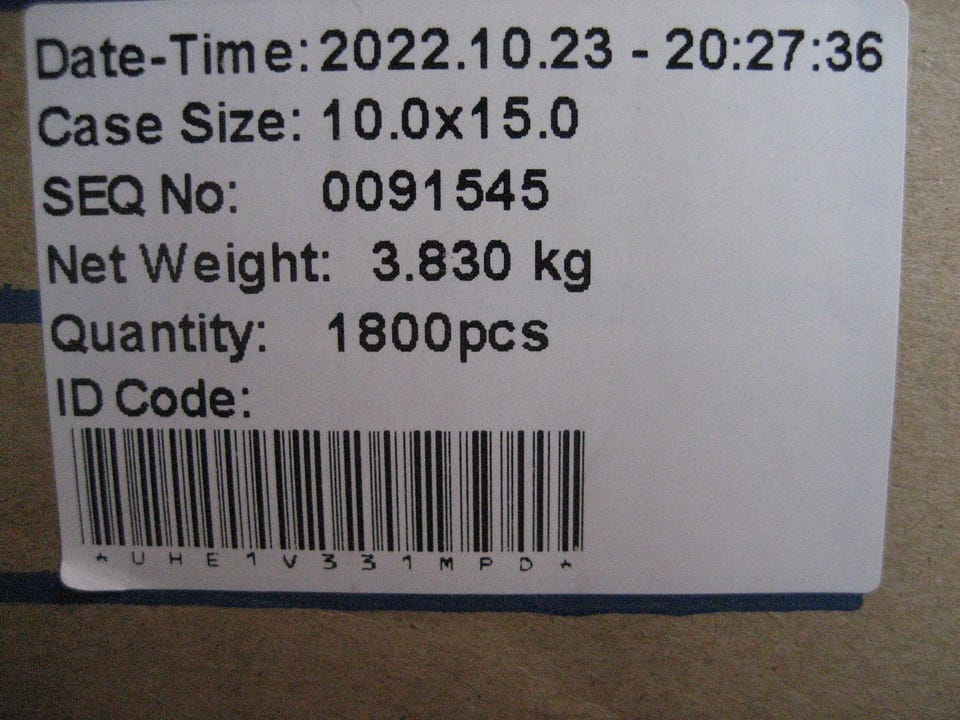 Date-Time: 2022.10.23 - 20:27:36
Case Size: 10.0x15.0
SEQ No: 0091545
Net Weight: 3.830 kg
Quantity: 1800pcs
ID Code:
*UHE1V331MPD*